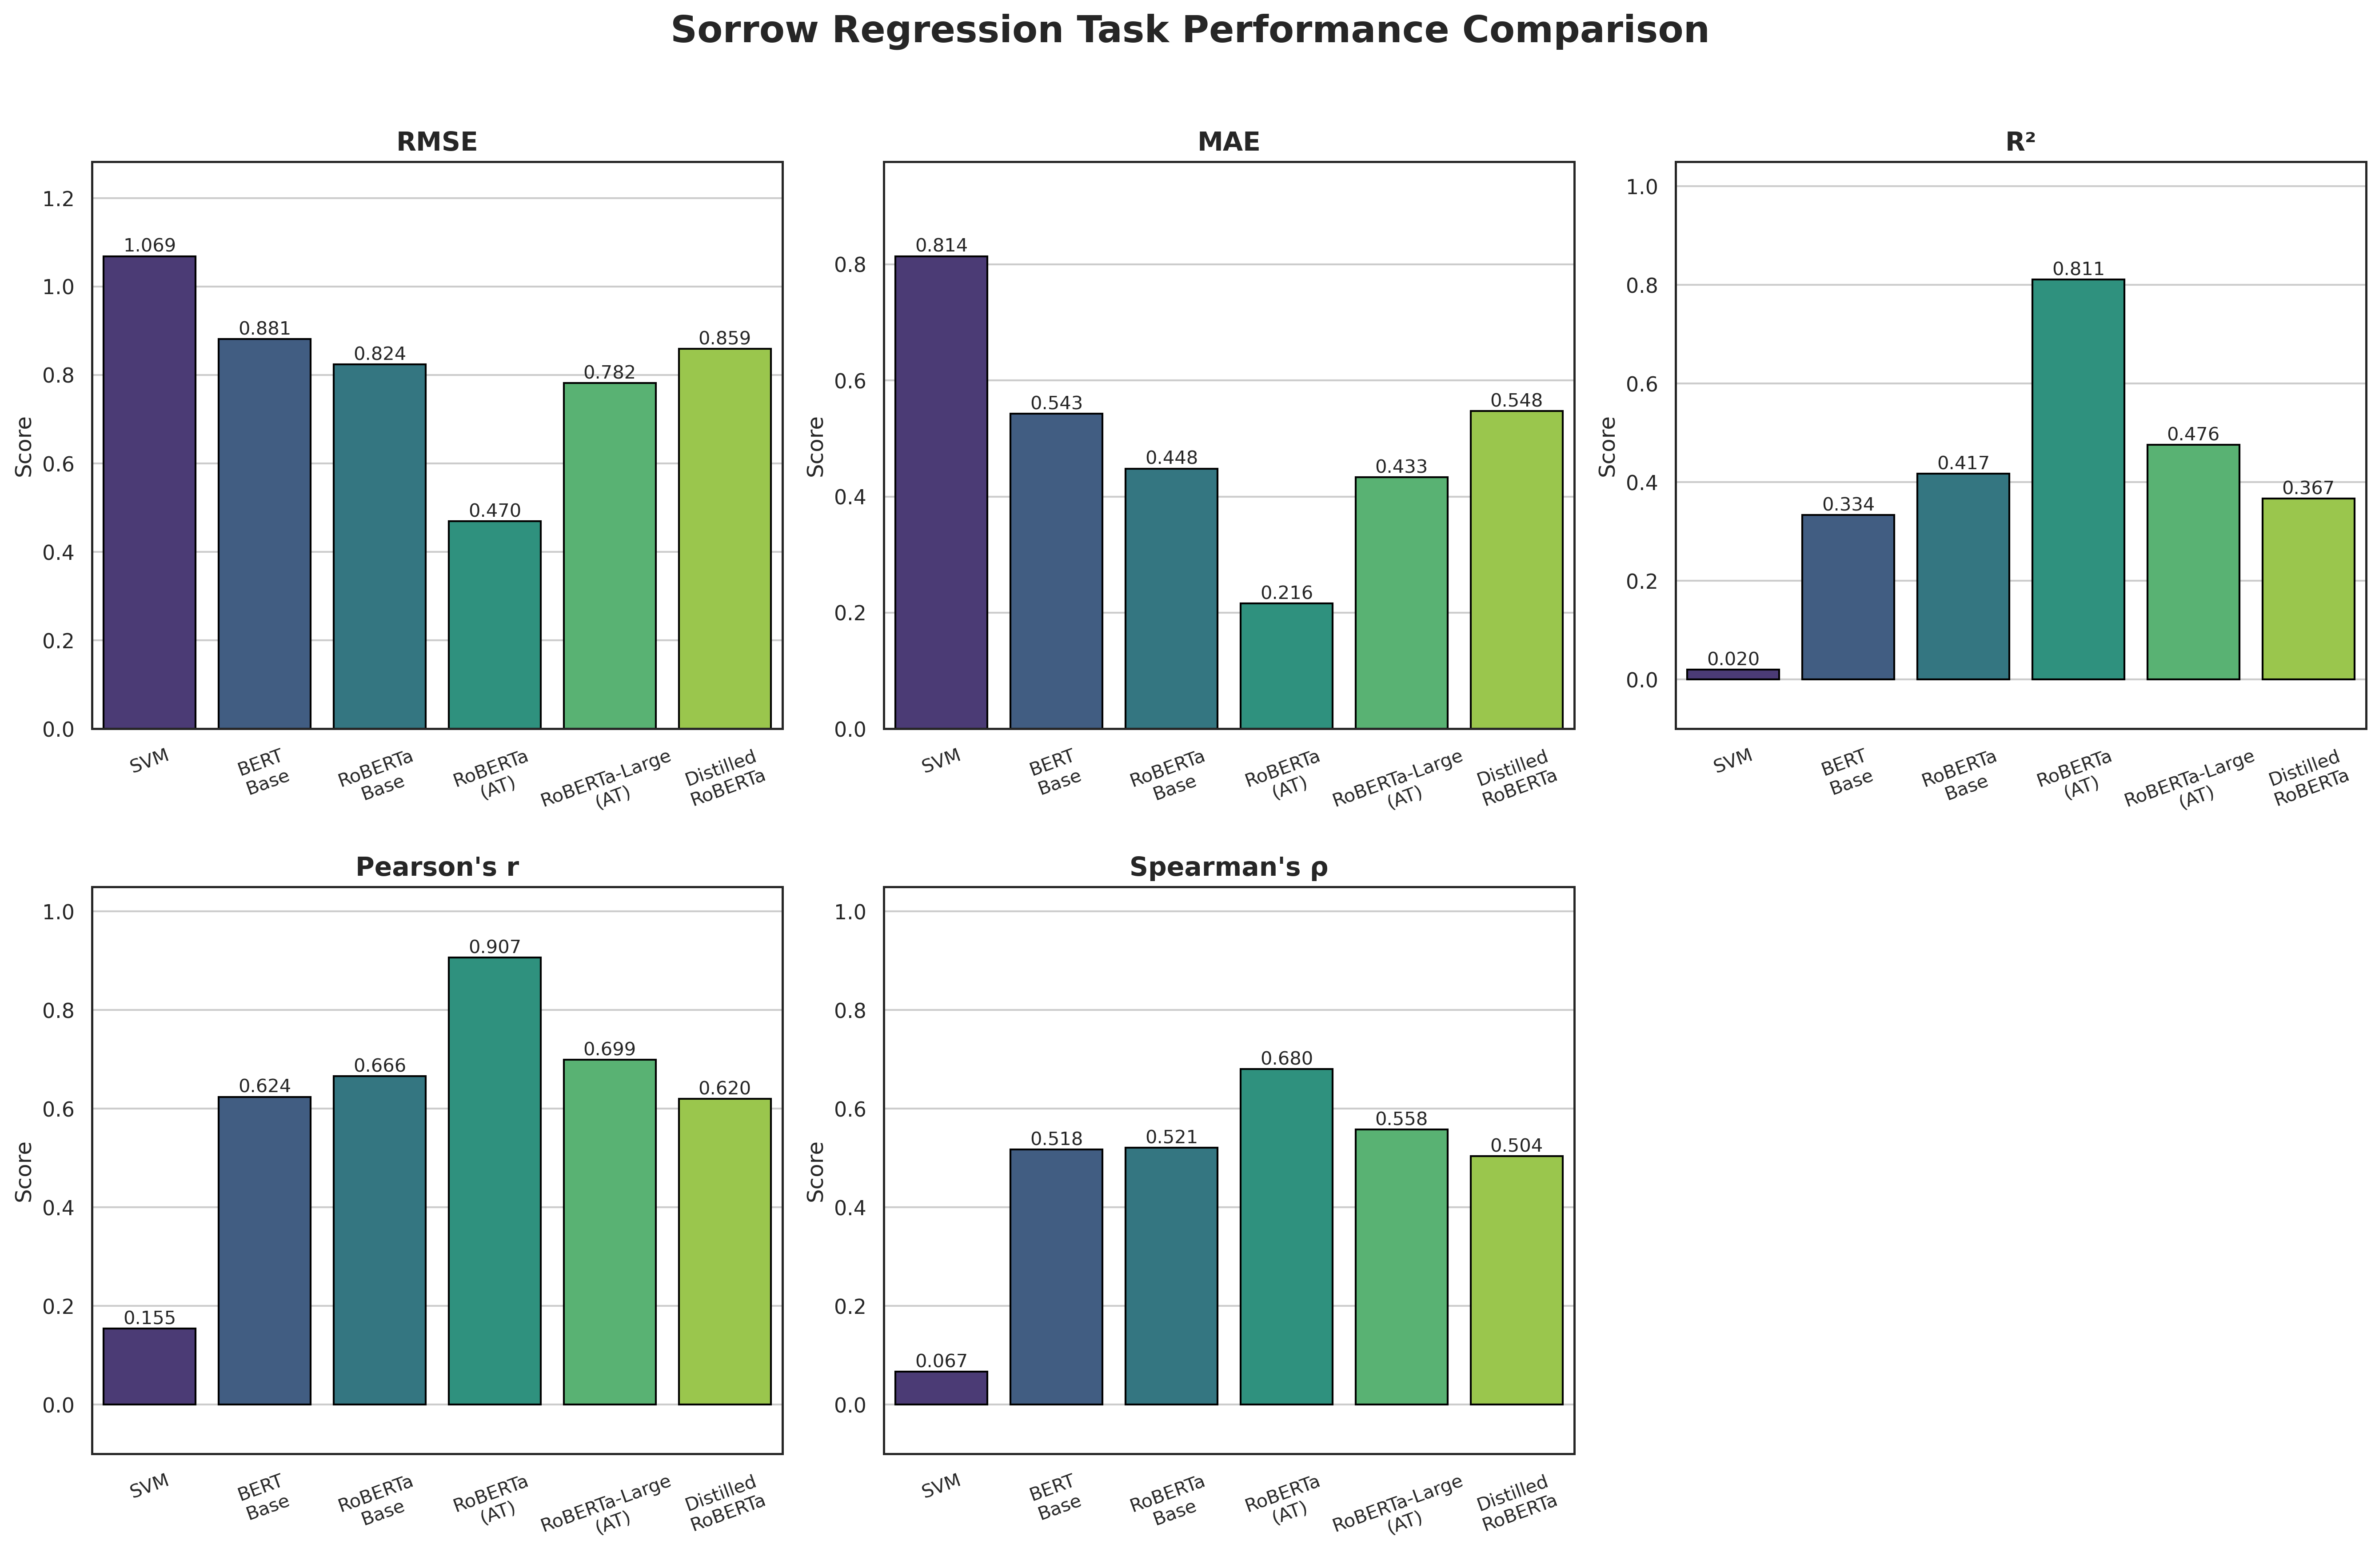 Sorrow Regression Task Performance Comparison
RMSE
Score
1.2
1.0
0.8
0.6
0.4
0.2
0.0
1.069
0.881
0.824
0.470
0.782
0.859
SVM
BERT
Base
RoBERTa
Base
RoBERTa
(AT)
RoBERTa-Large
(AT)
Distilled
RoBERTa
MAE
Score
0.8
0.6
0.4
0.2
0.0
0.814
0.543
0.448
0.216
0.433
0.548
SVM
BERT
Base
RoBERTa
Base
RoBERTa
(AT)
RoBERTa-Large
(AT)
Distilled
RoBERTa
R²
Score
1.0
0.8
0.6
0.4
0.2
0.0
0.020
0.334
0.417
0.811
0.476
0.367
SVM
BERT
Base
RoBERTa
Base
RoBERTa
(AT)
RoBERTa-Large
(AT)
Distilled
RoBERTa
Pearson's r
Score
1.0
0.8
0.6
0.4
0.2
0.0
0.155
0.624
0.666
0.907
0.699
0.620
SVM
BERT
Base
RoBERTa
Base
RoBERTa
(AT)
RoBERTa-Large
(AT)
Distilled
RoBERTa
Spearman's ρ
Score
1.0
0.8
0.6
0.4
0.2
0.0
0.067
0.518
0.521
0.680
0.558
0.504
SVM
BERT
Base
RoBERTa
Base
RoBERTa
(AT)
RoBERTa-Large
(AT)
Distilled
RoBERTa